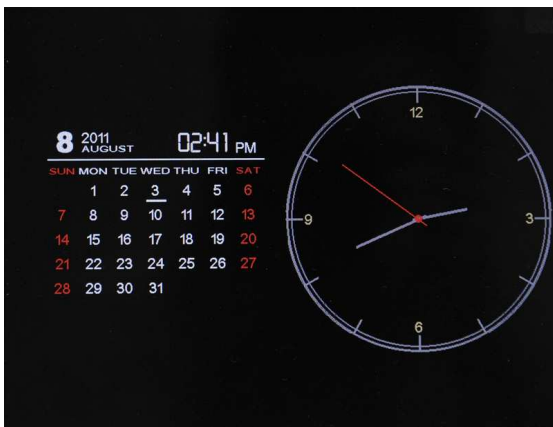 8 2011 AUGUST 02:41 PM
SUN MON TUE WED THU FRI SAT
1 2 3 4 5 6
7 8 9 10 11 12 13
14 15 16 17 18 19 20
21 22 23 24 25 26 27
28 29 30 31
12
9 3
6